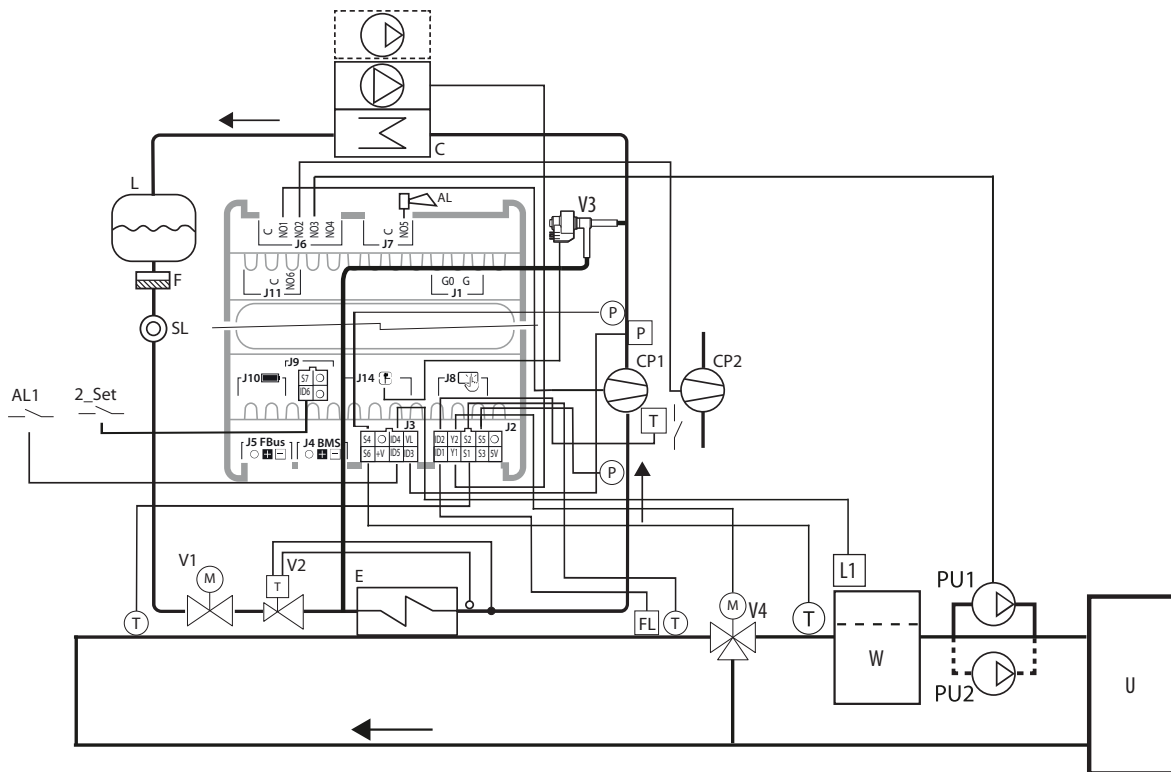 C
L
F
SL
C NO1 NO2 NO3 NO4
J6
C NO5
J7
AL
V3
C NO6
J11
G0 G
J1
P
P
CP1
CP2
T
P
J9
S7
ID6
J10
J14
J8
AL1
2_Set
J5 FBus
J4 BMS
J3
S4 ID4 VL
S6 +V ID5 ID3
J2
ID2 Y2 S2 S5
ID1 Y1 S1 S3 5V
V1
M
V2
T
E
T
FL
T
M
V4
T
L1
W
PU1
PU2
U